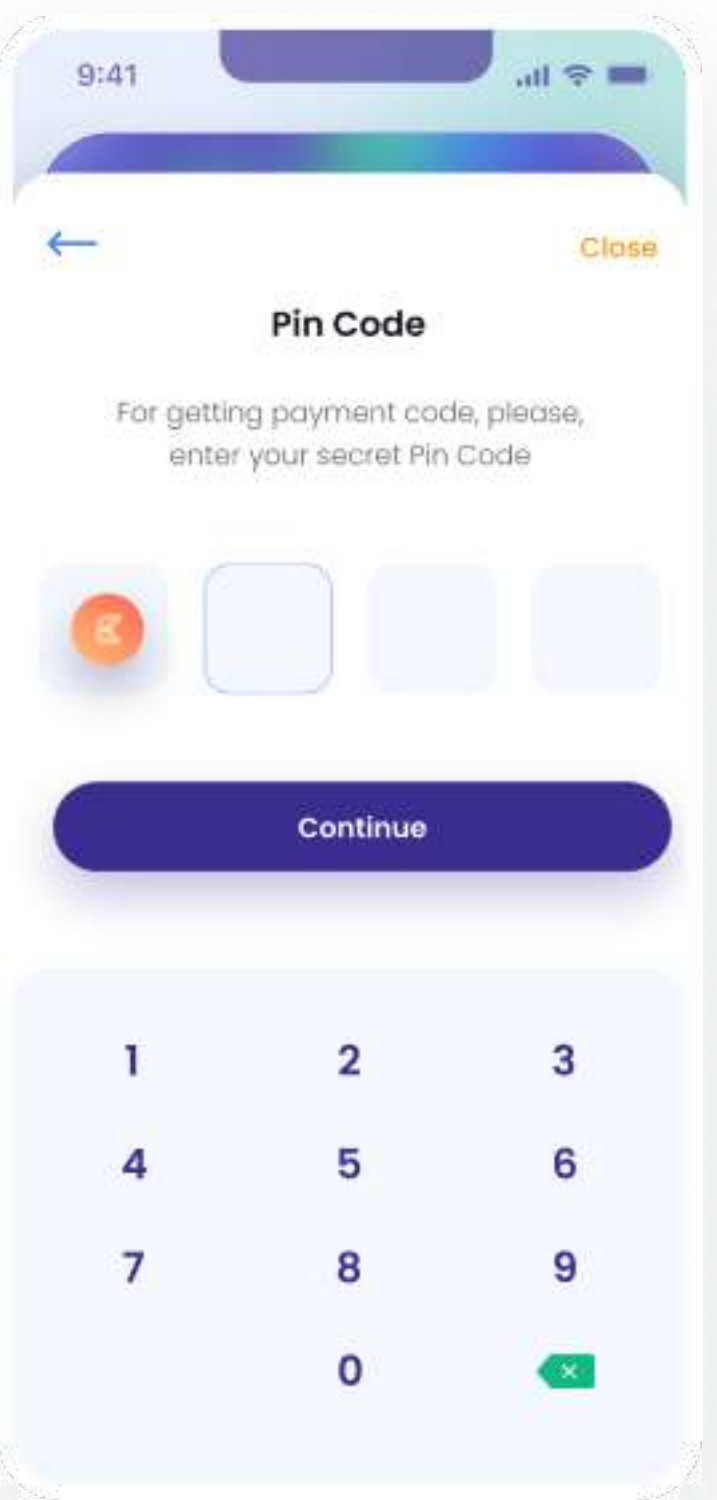 9:41
Close
Pin Code
For getting payment code, please,
enter your secret Pin Code
Continue
1 2 3
4 5 6
7 8 9
0